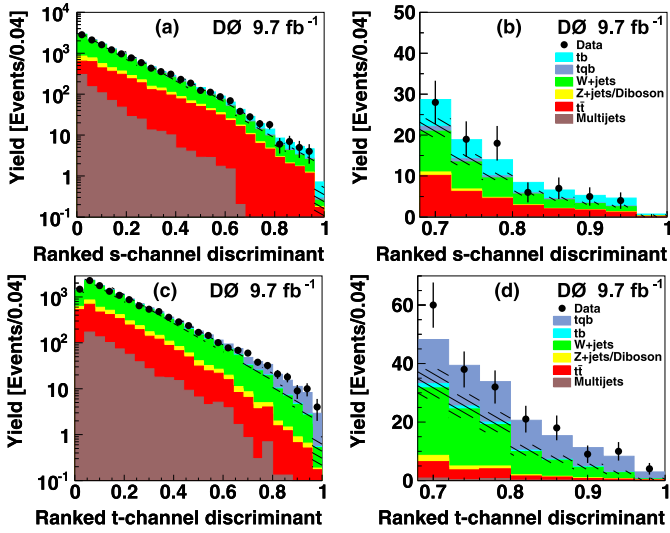 (a) DØ 9.7 fb⁻¹
Yield [Events/0.04]
10⁴
10³
10²
10
1
10⁻¹
0 0.2 0.4 0.6 0.8 1
Ranked s-channel discriminant
(b) DØ 9.7 fb⁻¹
Data
tb
tqb
W+jets
Z+jets/Diboson
tt̄
Multijets
Yield [Events/0.04]
50
40
30
20
10
0
0.7 0.8 0.9 1
Ranked s-channel discriminant
(c) DØ 9.7 fb⁻¹
Yield [Events/0.04]
10³
10²
10
1
10⁻¹
0 0.2 0.4 0.6 0.8 1
Ranked t-channel discriminant
(d) DØ 9.7 fb⁻¹
Data
tqb
tb
W+jets
Z+jets/Diboson
tt̄
Multijets
Yield [Events/0.04]
60
40
20
0
0.7 0.8 0.9 1
Ranked t-channel discriminant